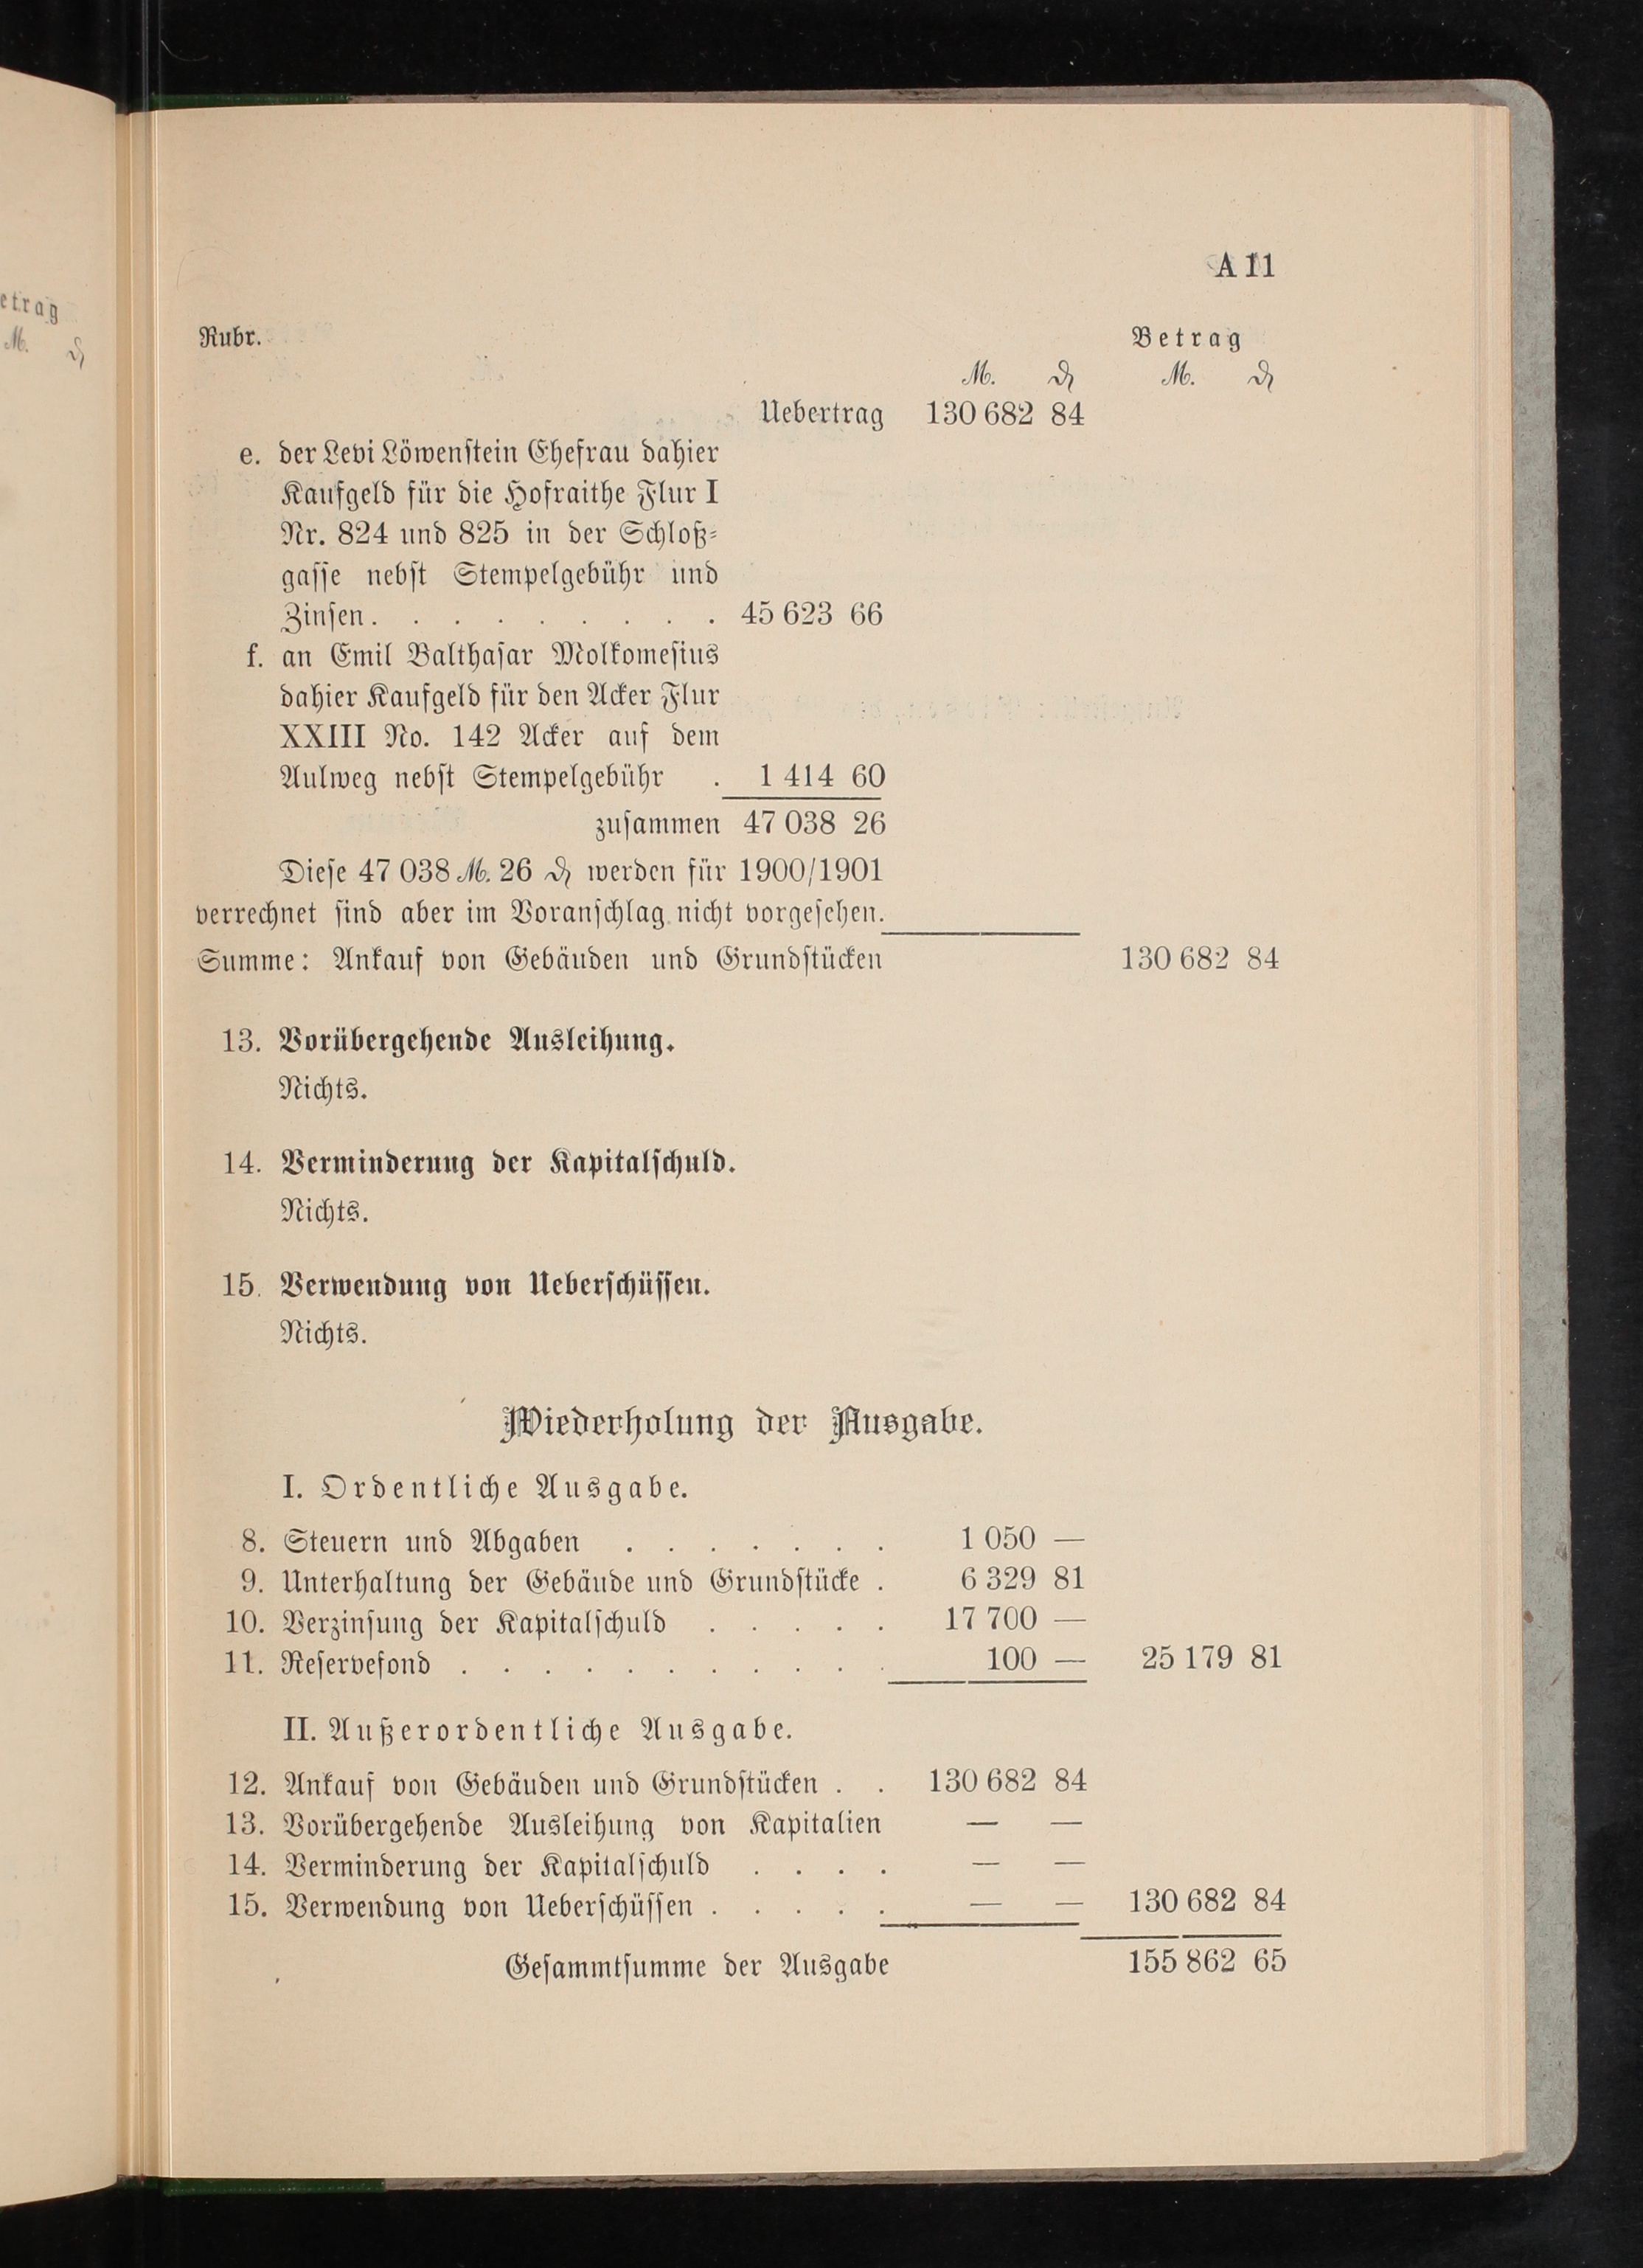 etrag
M. ₰
A 11
Rubr. Betrag
M. ₰ M. ₰
Uebertrag 130 682 84
e. der Levi Löwenstein Ehefrau dahier
Kaufgeld für die Hofraithe Flur I
Nr. 824 und 825 in der Schloß-
gasse nebst Stempelgebühr und
Zinsen . . . . . . . . . 45 623 66
f. an Emil Balthasar Molkomesius
dahier Kaufgeld für den Acker Flur
XXIII No. 142 Acker auf dem
Aulweg nebst Stempelgebühr . 1 414 60
zusammen 47 038 26
Diese 47 038 M. 26 ₰ werden für 1900/1901
verrechnet sind aber im Voranschlag nicht vorgesehen.
Summe: Ankauf von Gebäuden und Grundstücken 130 682 84
13. Vorübergehende Ausleihung.
Nichts.
14. Verminderung der Kapitalschuld.
Nichts.
15. Verwendung von Ueberschüssen.
Nichts.
Wiederholung der Ausgabe.
I. Ordentliche Ausgabe.
8. Steuern und Abgaben . . . . . . . 1 050 —
9. Unterhaltung der Gebäude und Grundstücke . 6 329 81
10. Verzinsung der Kapitalschuld . . . . . 17 700 —
11. Reservefond . . . . . . . . . . . 100 — 25 179 81
II. Außerordentliche Ausgabe.
12. Ankauf von Gebäuden und Grundstücken . . 130 682 84
13. Vorübergehende Ausleihung von Kapitalien — —
14. Verminderung der Kapitalschuld . . . . — —
15. Verwendung von Ueberschüssen . . . . . — — 130 682 84
Gesammtsumme der Ausgabe 155 862 65